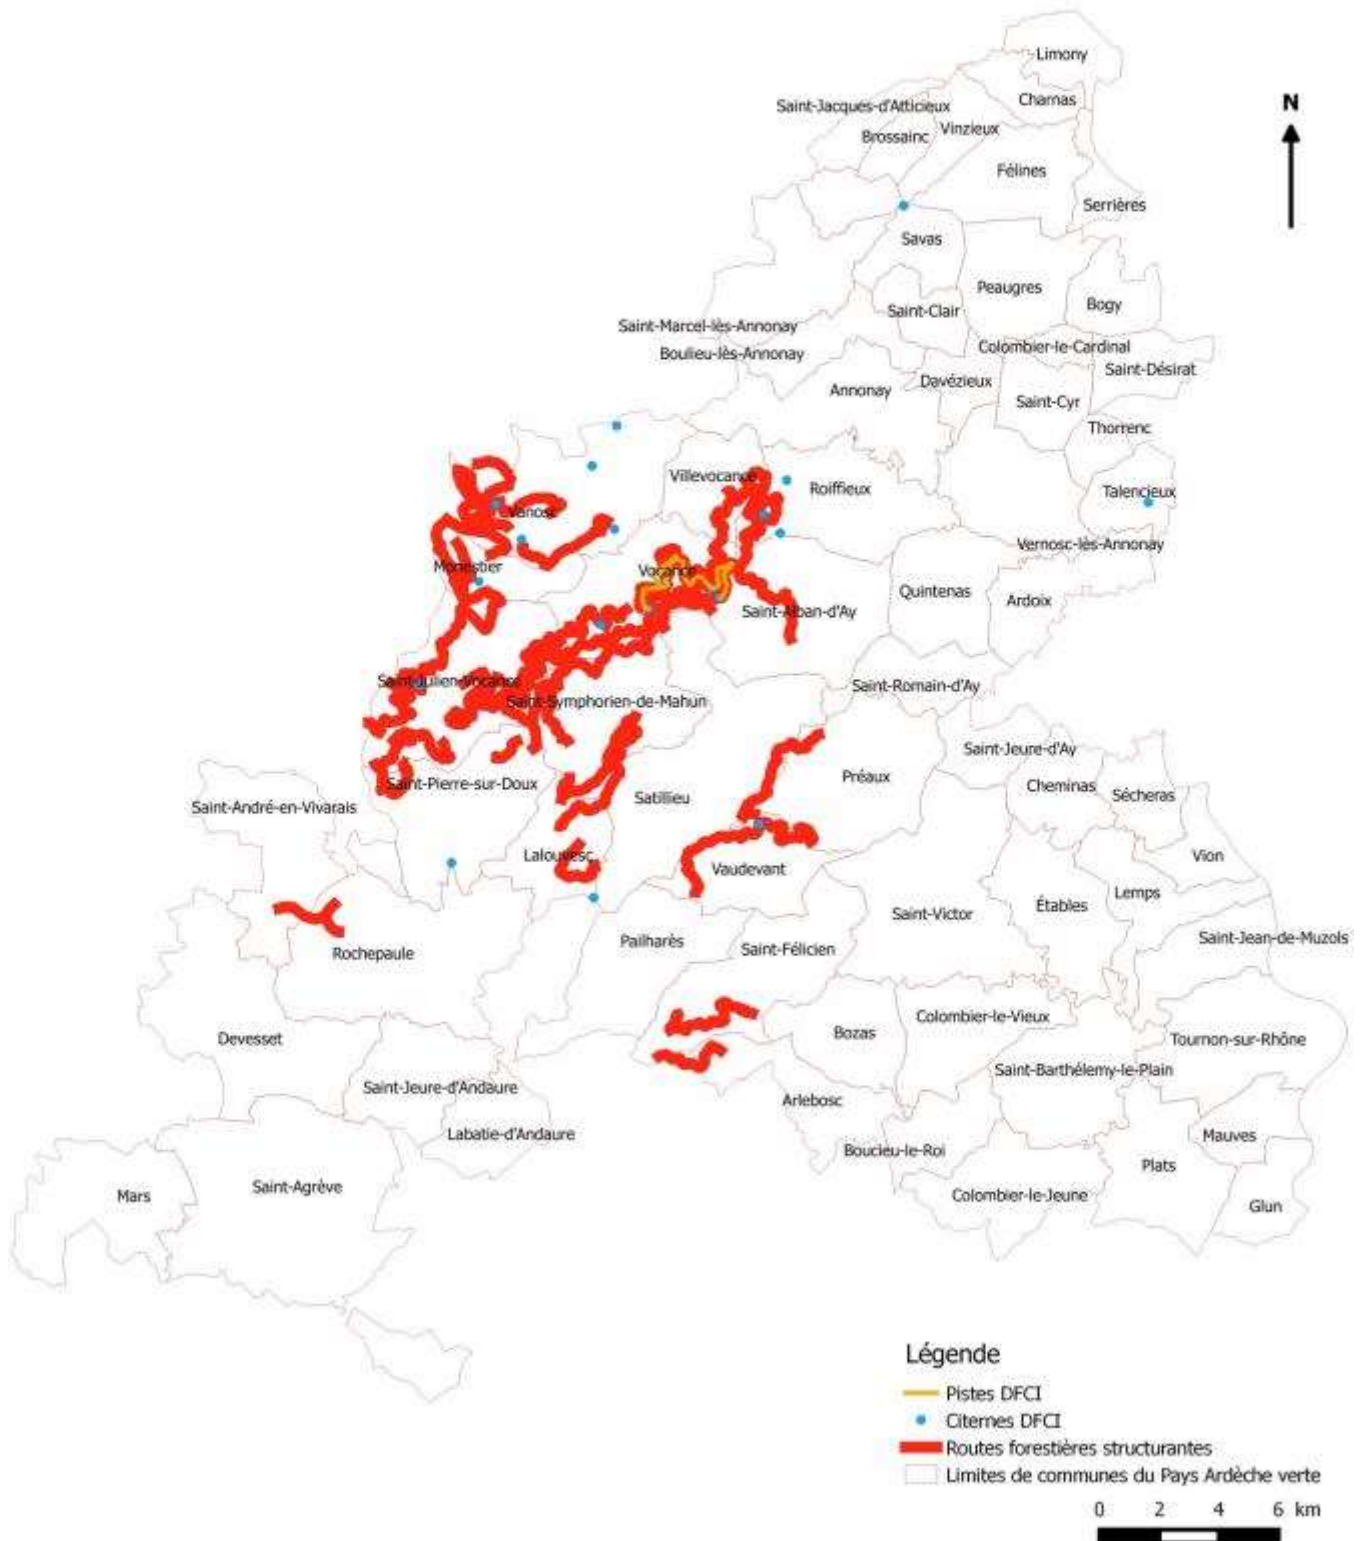 Limony
Charnas
Saint-Jacques-d'Atticieux
Vinzieux
Brossainc
Félines
Serrières
N
Savas
Peaugres
Bogy
Saint-Clair
Saint-Marcel-lès-Annonay
Colombier-le-Cardinal
Boulieu-lès-Annonay
Saint-Désirat
Davézieux
Annonay
Saint-Cyr
Thorrenc
Villevocance
Roiffieux
Talencieux
Vanosc
Vernosc-lès-Annonay
Monestier
Vocance
Quintenas
Ardoix
Saint-Alban-d'Ay
Saint-Julien-Vocance
Saint-Romain-d'Ay
Saint-Symphorien-de-Mahun
Saint-Jeure-d'Ay
Préaux
Saint-Pierre-sur-Doux
Cheminas
Sécheras
Satillieu
Saint-André-en-Vivarais
Lalouvesc
Vion
Vaudevant
Lemps
Étables
Saint-Victor
Saint-Jean-de-Muzols
Pailharès
Saint-Félicien
Rochepaule
Colombier-le-Vieux
Bozas
Devesset
Tournon-sur-Rhône
Saint-Barthélemy-le-Plain
Saint-Jeure-d'Andaure
Arlebosc
Labatie-d'Andaure
Mauves
Boucieu-le-Roi
Plats
Saint-Agrève
Mars
Colombier-le-Jeune
Glun
Légende
Pistes DFCI
Citernes DFCI
Routes forestières structurantes
Limites de communes du Pays Ardèche verte
0 2 4 6 km